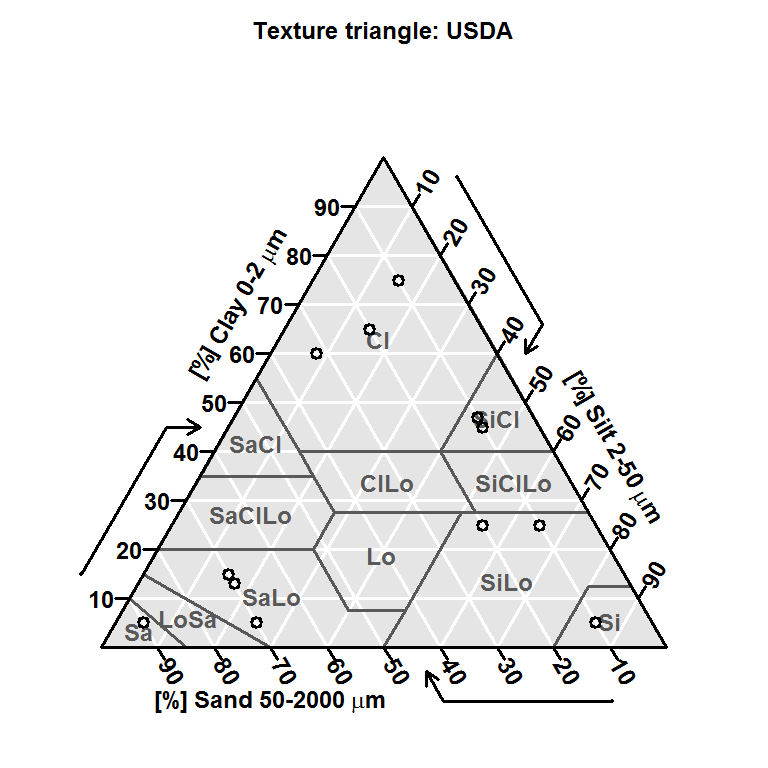 Texture triangle: USDA
10
90
20
80
30
70
[%] Clay 0-2 μm
40
Cl
60
50
[%] Silt 2-50 μm
50
SiCl
60
SaCl
40
70
ClLo
SiClLo
30
SaClLo
80
20
Lo
90
SiLo
10
SaLo
LoSa
Si
Sa
90
80
70
60
50
40
30
20
10
[%] Sand 50-2000 μm